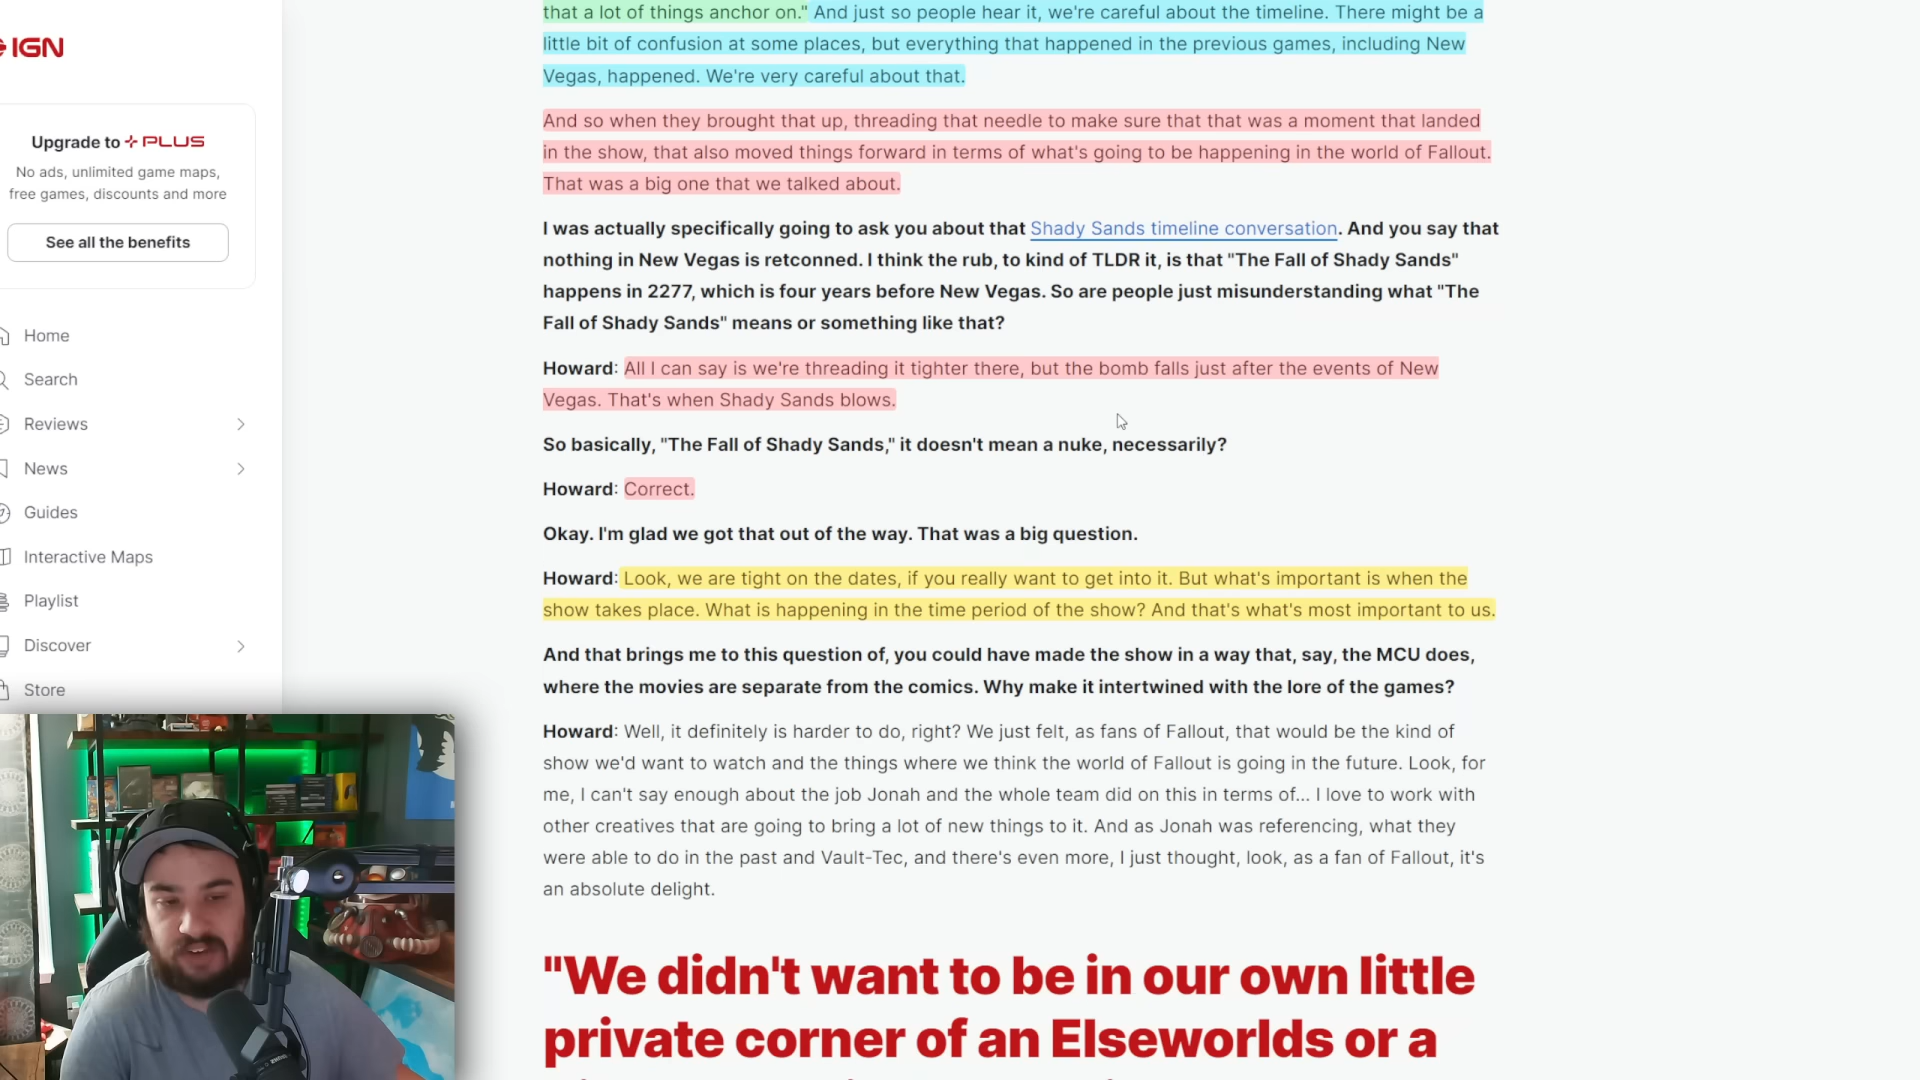 IGN
Upgrade to PLUS
No ads, unlimited game maps,
free games, discounts and more
See all the benefits
Home
Search
Reviews
News
Guides
Interactive Maps
Playlist
Discover
Store
that a lot of things anchor on." And just so people hear it, we're careful about the timeline. There might be a
little bit of confusion at some places, but everything that happened in the previous games, including New
Vegas, happened. We're very careful about that.
And so when they brought that up, threading that needle to make sure that that was a moment that landed
in the show, that also moved things forward in terms of what's going to be happening in the world of Fallout.
That was a big one that we talked about.
I was actually specifically going to ask you about that Shady Sands timeline conversation. And you say that
nothing in New Vegas is retconned. I think the rub, to kind of TLDR it, is that "The Fall of Shady Sands"
happens in 2277, which is four years before New Vegas. So are people just misunderstanding what "The
Fall of Shady Sands" means or something like that?
Howard: All I can say is we're threading it tighter there, but the bomb falls just after the events of New
Vegas. That's when Shady Sands blows.
So basically, "The Fall of Shady Sands," it doesn't mean a nuke, necessarily?
Howard: Correct.
Okay. I'm glad we got that out of the way. That was a big question.
Howard: Look, we are tight on the dates, if you really want to get into it. But what's important is when the
show takes place. What is happening in the time period of the show? And that's what's most important to us.
And that brings me to this question of, you could have made the show in a way that, say, the MCU does,
where the movies are separate from the comics. Why make it intertwined with the lore of the games?
Howard: Well, it definitely is harder to do, right? We just felt, as fans of Fallout, that would be the kind of
show we'd want to watch and the things where we think the world of Fallout is going in the future. Look, for
me, I can't say enough about the job Jonah and the whole team did on this in terms of... I love to work with
other creatives that are going to bring a lot of new things to it. And as Jonah was referencing, what they
were able to do in the past and Vault-Tec, and there's even more, I just thought, look, as a fan of Fallout, it's
an absolute delight.
"We didn't want to be in our own little
private corner of an Elseworlds or a